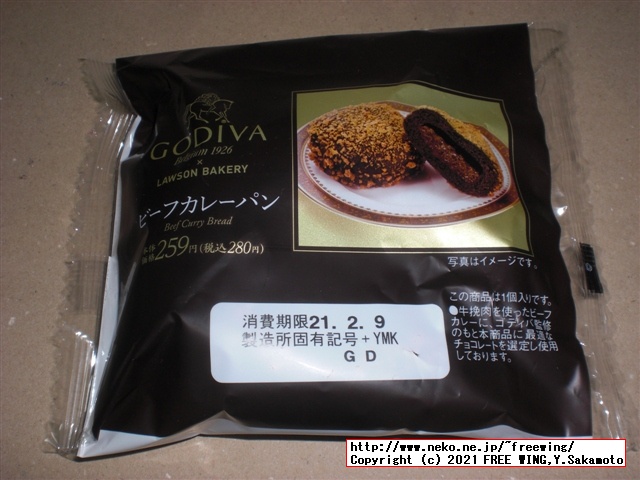 GODIVA
Belgium 1926
×
LAWSON BAKERY
ビーフカレーパン
Beef Curry Bread
本体価格259円(税込280円)
写真はイメージです。
この商品は1個入りです。
●牛挽肉を使ったビーフ
カレーに、ゴディバ監修
のもと本商品に最適な
チョコレートを選定し使用
しております。
消費期限21. 2. 9
製造所固有記号+YMK
G D
http://www.neko.ne.jp/~freewing/
Copyright (c) 2021 FREE WING,Y.Sakamoto